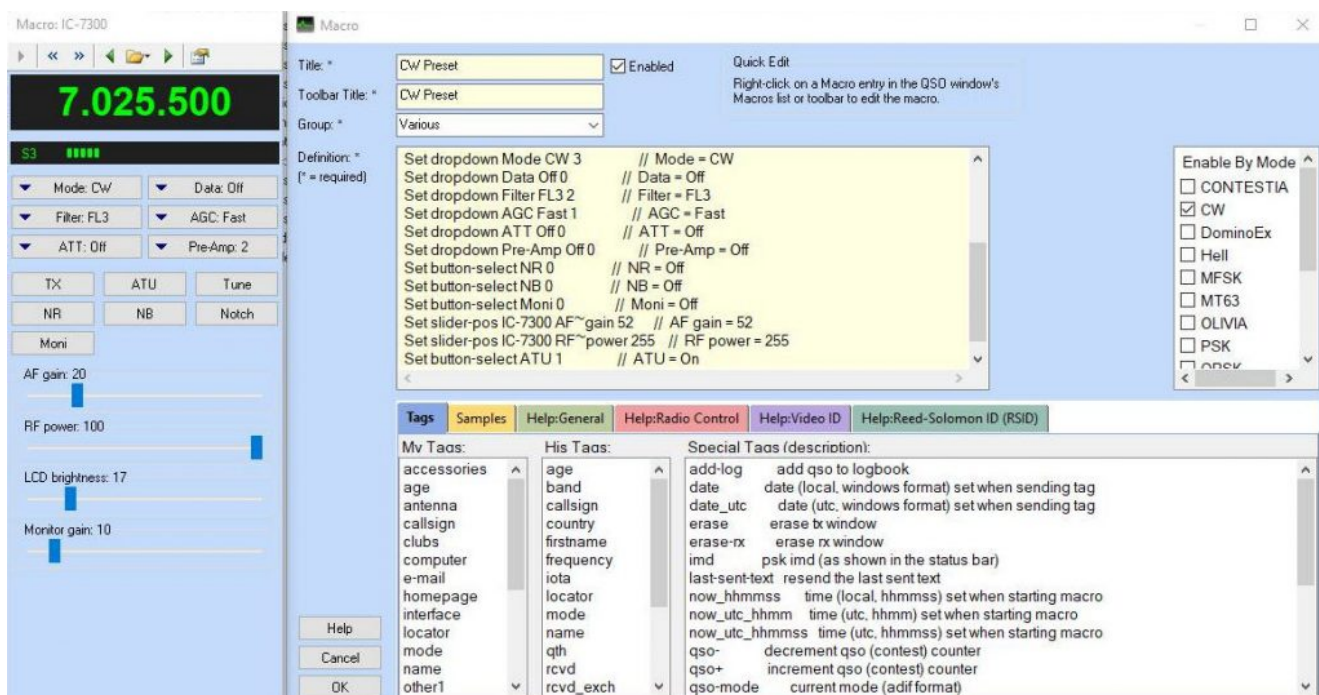 Macro: IC-7300
7.025.500
S3
Mode: CW
Data: Off
Filter: FL3
AGC: Fast
ATT: Off
Pre-Amp: 2
TX
ATU
Tune
NR
NB
Notch
Moni
AF gain: 20
RF power: 100
LCD brightness: 17
Monitor gain: 10
Macro
Title: *
CW Preset
Enabled
Toolbar Title: *
CW Preset
Group: *
Various
Quick Edit
Right-click on a Macro entry in the QSO window's
Macros list or toolbar to edit the macro.
Definition: *
(* = required)
Set dropdown Mode CW 3 // Mode = CW
Set dropdown Data Off 0 // Data = Off
Set dropdown Filter FL3 2 // Filter = FL3
Set dropdown AGC Fast 1 // AGC = Fast
Set dropdown ATT Off 0 // ATT = Off
Set dropdown Pre-Amp Off 0 // Pre-Amp = Off
Set button-select NR 0 // NR = Off
Set button-select NB 0 // NB = Off
Set button-select Moni 0 // Moni = Off
Set slider-pos IC-7300 AF~gain 52 // AF gain = 52
Set slider-pos IC-7300 RF~power 255 // RF power = 255
Set button-select ATU 1 // ATU = On
Enable By Mode
CONTESTIA
CW
DominoEx
Hell
MFSK
MT63
OLIVIA
PSK
QPSK
Tags
Samples
Help:General
Help:Radio Control
Help:Video ID
Help:Reed-Solomon ID (RSID)
My Tags:
accessories
age
antenna
callsign
clubs
computer
e-mail
homepage
interface
locator
mode
name
other1
His Tags:
age
band
callsign
country
firstname
frequency
iota
locator
mode
name
qth
rcvd
rcvd_exch
Special Tags (description):
add-log add qso to logbook
date date (local, windows format) set when sending tag
date_utc date (utc, windows format) set when sending tag
erase erase tx window
erase-rx erase rx window
imd psk imd (as shown in the status bar)
last-sent-text resend the last sent text
now_hhmmss time (local, hhmmss) set when starting macro
now_utc_hhmm time (utc, hhmm) set when starting macro
now_utc_hhmmss time (utc, hhmmss) set when starting macro
qso- decrement qso (contest) counter
qso+ increment qso (contest) counter
qso-mode current mode (adif format)
Help
Cancel
OK